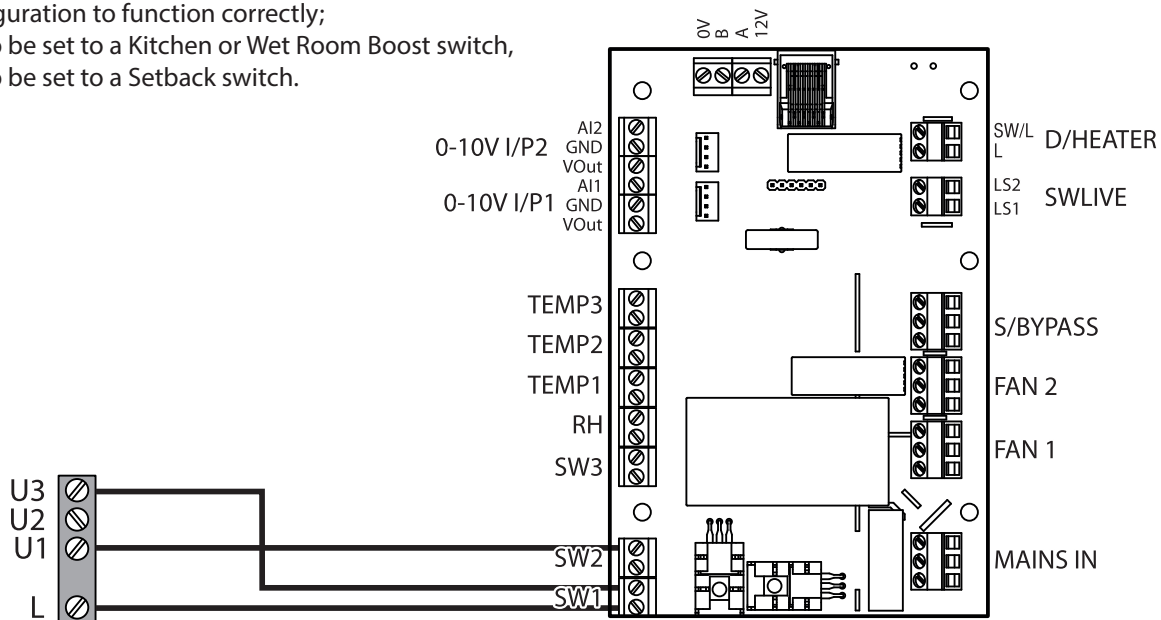 to function correctly;
be set to a Kitchen or Wet Room Boost switch,
be set to a Setback switch.
0V
B
A
12V
AI2
GND
VOut
AI1
GND
VOut
0-10V I/P2
0-10V I/P1
SW/L
L
D/HEATER
LS2
LS1
SWLIVE
TEMP3
TEMP2
TEMP1
RH
SW3
SW2
SW1
S/BYPASS
FAN 2
FAN 1
MAINS IN
U3
U2
U1
L